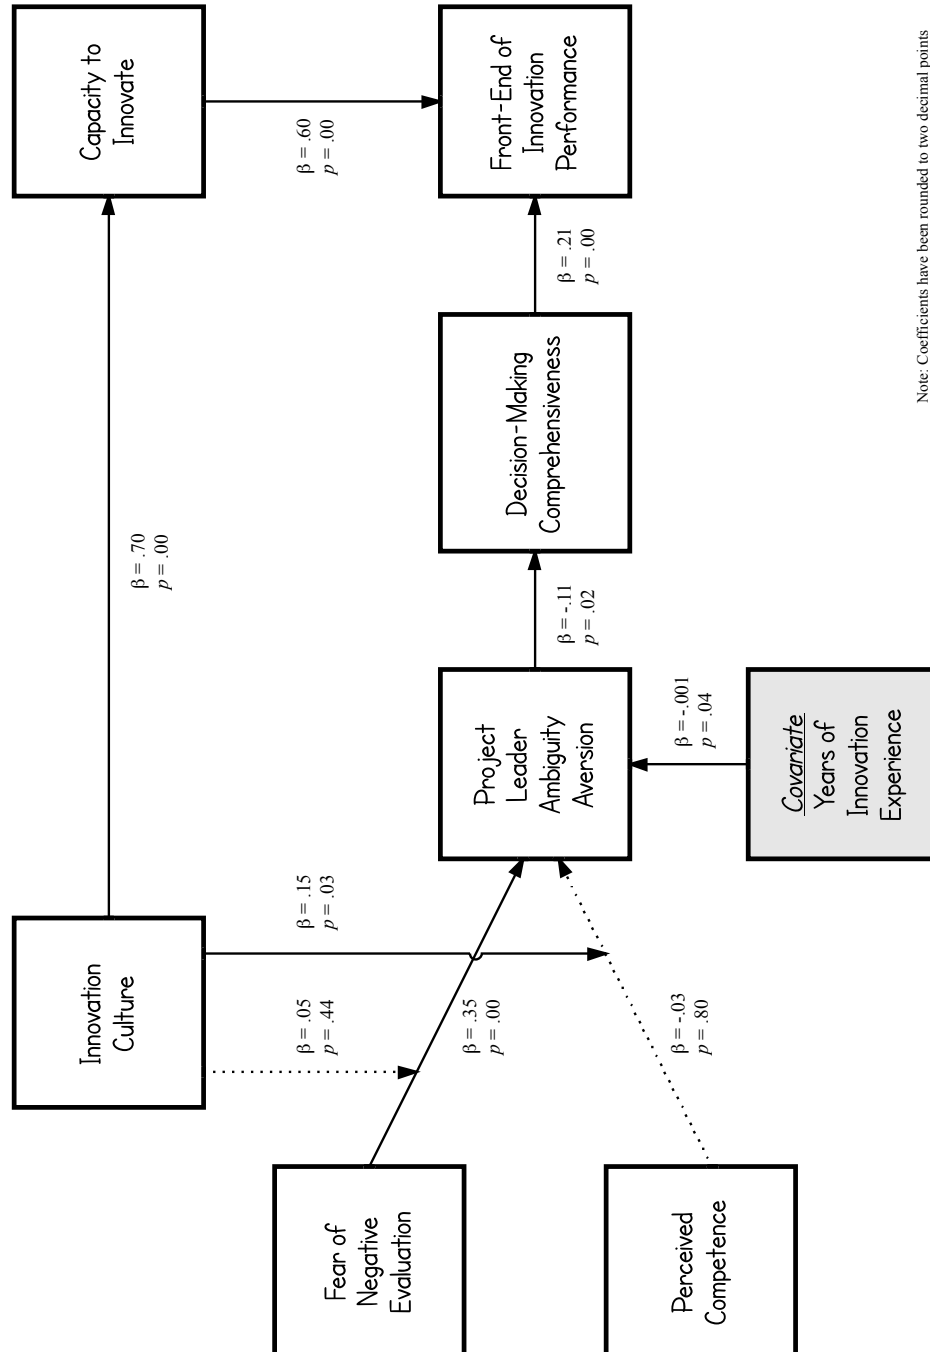 Innovation
Culture
Capacity to
Innovate
β = .70
p = .00
β = .05
p = .44
β = .15
p = .03
β = .60
p = .00
Fear of
Negative
Evaluation
β = .35
p = .00
Project
Leader
Ambiguity
Aversion
β = -.11
p = .02
Decision-Making
Comprehensiveness
β = .21
p = .00
Front-End of
Innovation
Performance
Perceived
Competence
β = -.03
p = .80
β = -.001
p = .04
Covariate
Years of
Innovation
Experience
Note: Coefficients have been rounded to two decimal points